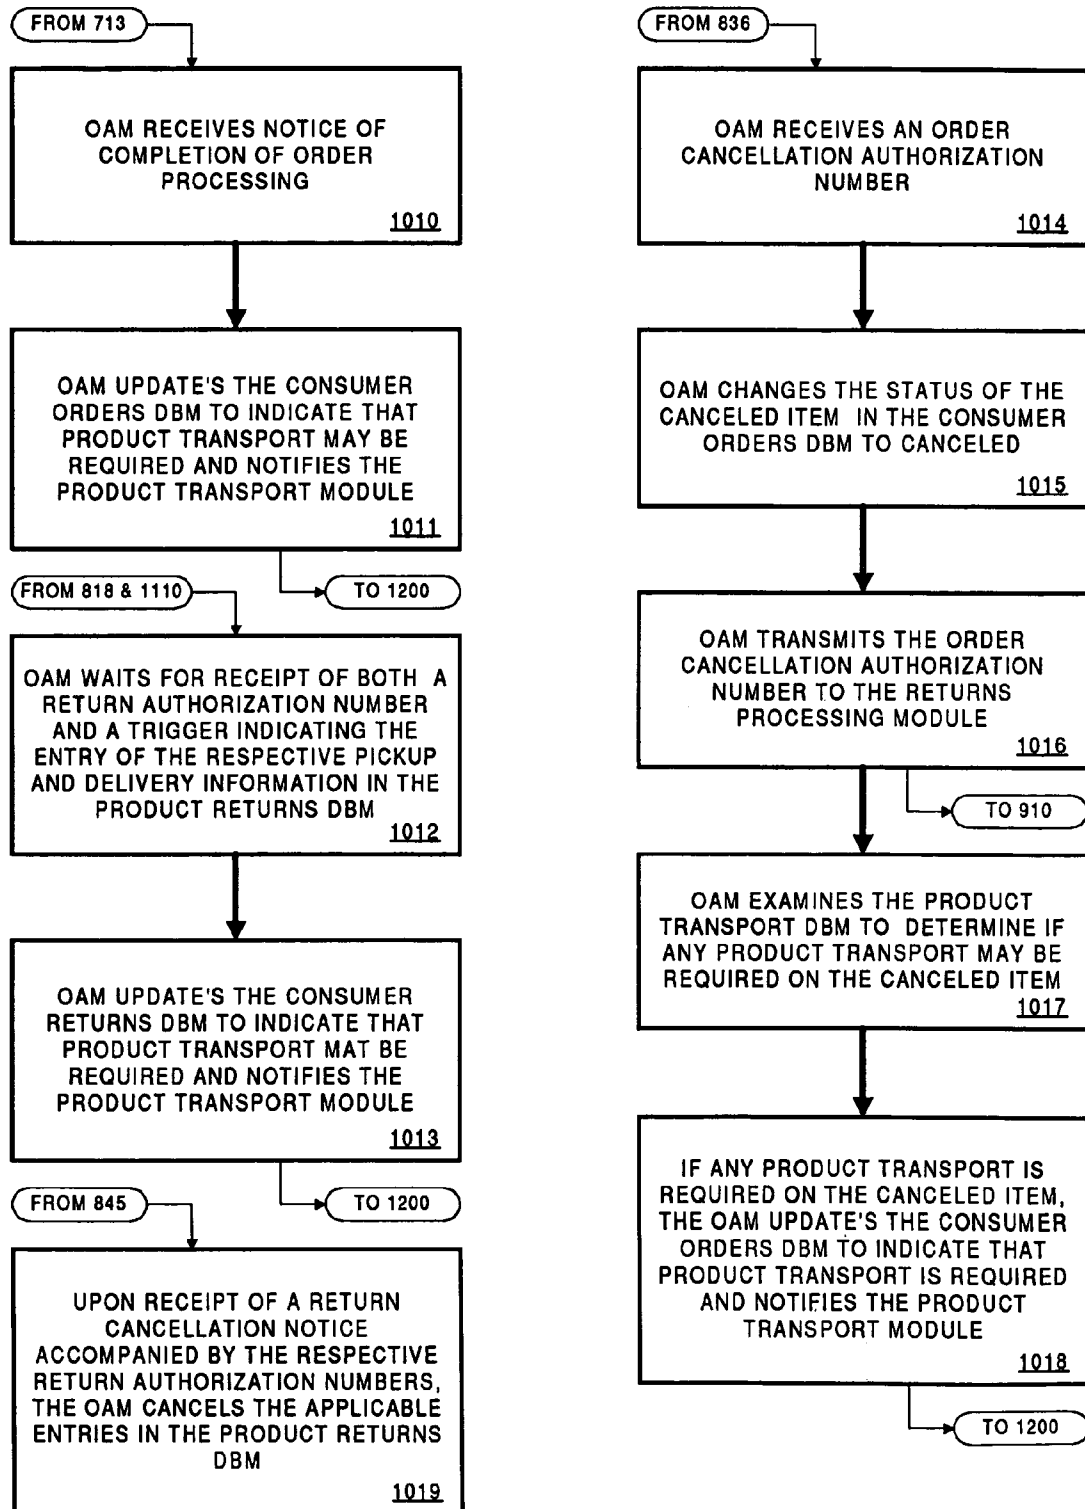 FROM 713
OAM RECEIVES NOTICE OF
COMPLETION OF ORDER
PROCESSING
1010
OAM UPDATE'S THE CONSUMER
ORDERS DBM TO INDICATE THAT
PRODUCT TRANSPORT MAY BE
REQUIRED AND NOTIFIES THE
PRODUCT TRANSPORT MODULE
1011
TO 1200
FROM 818 & 1110
OAM WAITS FOR RECEIPT OF BOTH A
RETURN AUTHORIZATION NUMBER
AND A TRIGGER INDICATING THE
ENTRY OF THE RESPECTIVE PICKUP
AND DELIVERY INFORMATION IN THE
PRODUCT RETURNS DBM
1012
OAM UPDATE'S THE CONSUMER
RETURNS DBM TO INDICATE THAT
PRODUCT TRANSPORT MAT BE
REQUIRED AND NOTIFIES THE
PRODUCT TRANSPORT MODULE
1013
TO 1200
FROM 845
UPON RECEIPT OF A RETURN
CANCELLATION NOTICE
ACCOMPANIED BY THE RESPECTIVE
RETURN AUTHORIZATION NUMBERS,
THE OAM CANCELS THE APPLICABLE
ENTRIES IN THE PRODUCT RETURNS
DBM
1019
FROM 836
OAM RECEIVES AN ORDER
CANCELLATION AUTHORIZATION
NUMBER
1014
OAM CHANGES THE STATUS OF THE
CANCELED ITEM IN THE CONSUMER
ORDERS DBM TO CANCELED
1015
OAM TRANSMITS THE ORDER
CANCELLATION AUTHORIZATION
NUMBER TO THE RETURNS
PROCESSING MODULE
1016
TO 910
OAM EXAMINES THE PRODUCT
TRANSPORT DBM TO DETERMINE IF
ANY PRODUCT TRANSPORT MAY BE
REQUIRED ON THE CANCELED ITEM
1017
IF ANY PRODUCT TRANSPORT IS
REQUIRED ON THE CANCELED ITEM,
THE OAM UPDATE'S THE CONSUMER
ORDERS DBM TO INDICATE THAT
PRODUCT TRANSPORT IS REQUIRED
AND NOTIFIES THE PRODUCT
TRANSPORT MODULE
1018
TO 1200